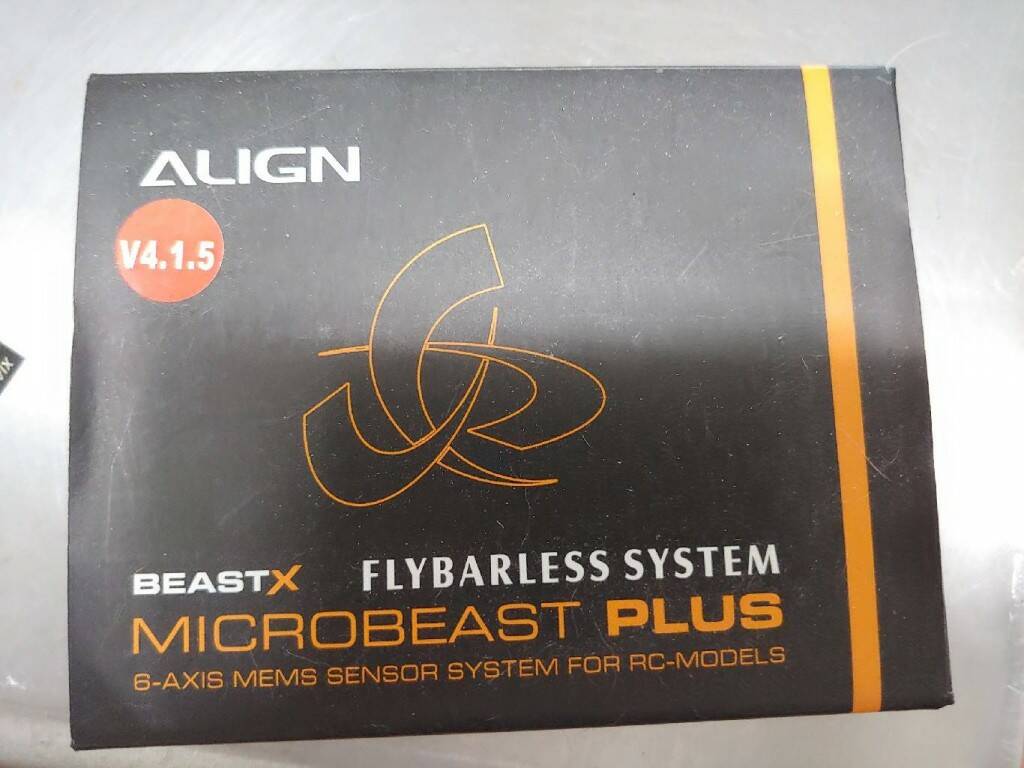 ALIGN
V4.1.5
BEASTX FLYBARLESS SYSTEM
MICROBEAST PLUS
6-AXIS MEMS SENSOR SYSTEM FOR RC-MODELS